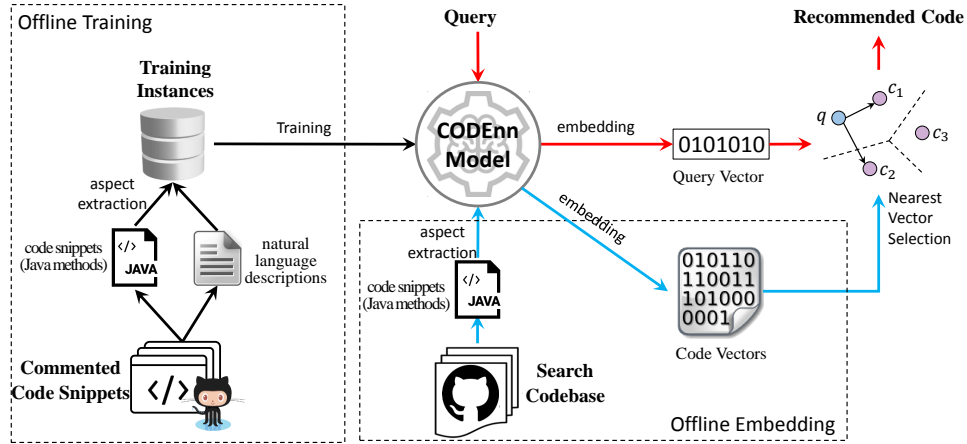 Offline Training
Training
Instances
aspect
extraction
code snippets
(Java methods)
</>
JAVA
natural
language
descriptions
Commented
Code Snippets
</>
Training
Query
CODEnn
Model
embedding
0101010
Query Vector
Recommended Code
q
c1
c2
c3
Nearest
Vector
Selection
embedding
aspect
extraction
code snippets
(Java methods)
</>
JAVA
Search
Codebase
010110
110011
101000
0001
Code Vectors
Offline Embedding